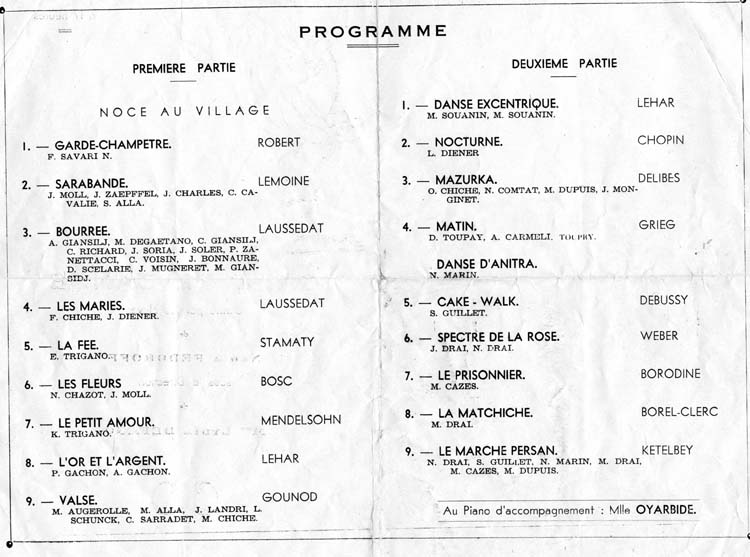 PROGRAMME
PREMIERE PARTIE
NOCE AU VILLAGE
1. — GARDE-CHAMPETRE. ROBERT
F. SAVARI N.
2. — SARABANDE. LEMOINE
J. MOLL, J. ZAEPFFEL, J. CHARLES, C. CA-
VALIE, S. ALLA.
3. — BOURREE. LAUSSEDAT
A. GIANSILJ, M. DEGAETANO, C. GIANSILJ,
C. RICHARD, J. SORIA, J. SOLER, P. ZA-
NETTACCI, C. VOISIN, J. BONNAURE,
D. SCELARIE, J. MUGNERET, M. GIAN-
SIDJ.
4. — LES MARIES. LAUSSEDAT
F. CHICHE, J. DIENER.
5. — LA FEE. STAMATY
E. TRIGANO.
6. — LES FLEURS BOSC
N. CHAZOT, J. MOLL.
7. — LE PETIT AMOUR. MENDELSOHN
K. TRIGANO.
8. — L'OR ET L'ARGENT. LEHAR
P. GACHON, A. GACHON.
9. — VALSE. GOUNOD
M. AUGEROLLE, M. ALLA, J. LANDRI, L.
SCHUNCK, C. SARRADET, M. CHICHE.
DEUXIEME PARTIE
1. — DANSE EXCENTRIQUE. LEHAR
M. SOUANIN, M. SOUANIN.
2. — NOCTURNE. CHOPIN
L. DIENER
3. — MAZURKA. DELIBES
O. CHICHE, N. COMTAT, M. DUPUIS, J. MON-
GINET.
4. — MATIN. GRIEG
D. TOUPAY, A. CARMELI.
DANSE D'ANITRA.
N. MARIN.
5. — CAKE - WALK. DEBUSSY
S. GUILLET.
6. — SPECTRE DE LA ROSE. WEBER
J. DRAI, N. DRAI.
7. — LE PRISONNIER. BORODINE
M. CAZES.
8. — LA MATCHICHE. BOREL-CLERC
M. DRAI.
9. — LE MARCHE PERSAN. KETELBEY
N. DRAI, S. GUILLET, N. MARIN, M. DRAI,
M. CAZES, M. DUPUIS.
Au Piano d'accompagnement : Mlle OYARBIDE.